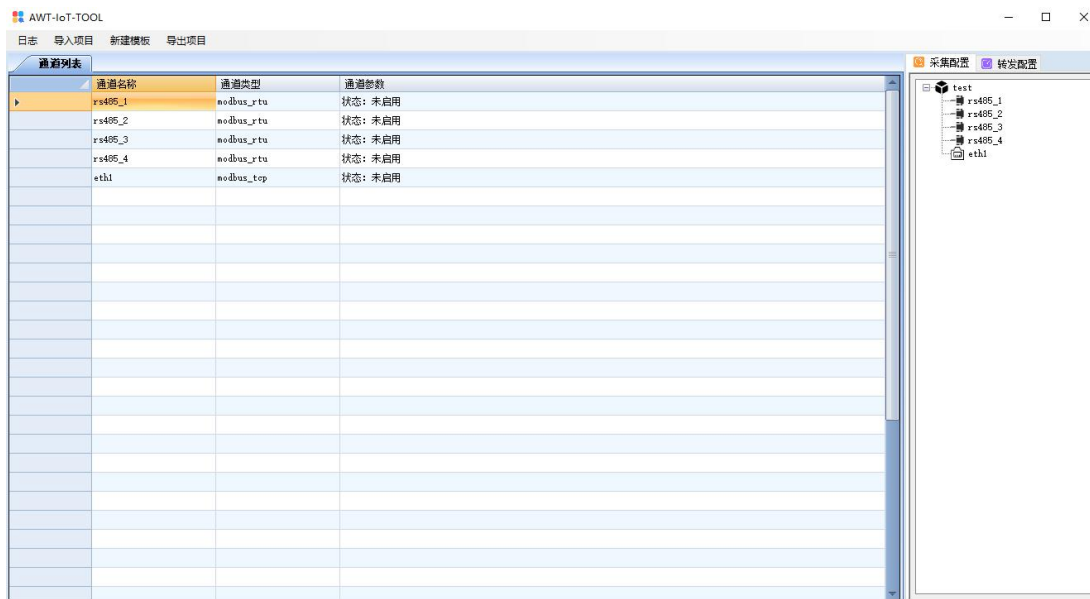 AWT-IoT-TOOL
日志 导入项目 新建模板 导出项目
通道列表
通道名称 通道类型 通道参数
rs485_1 modbus_rtu 状态: 未启用
rs485_2 modbus_rtu 状态: 未启用
rs485_3 modbus_rtu 状态: 未启用
rs485_4 modbus_rtu 状态: 未启用
eth1 modbus_tcp 状态: 未启用
采集配置 转发配置
test
rs485_1
rs485_2
rs485_3
rs485_4
eth1